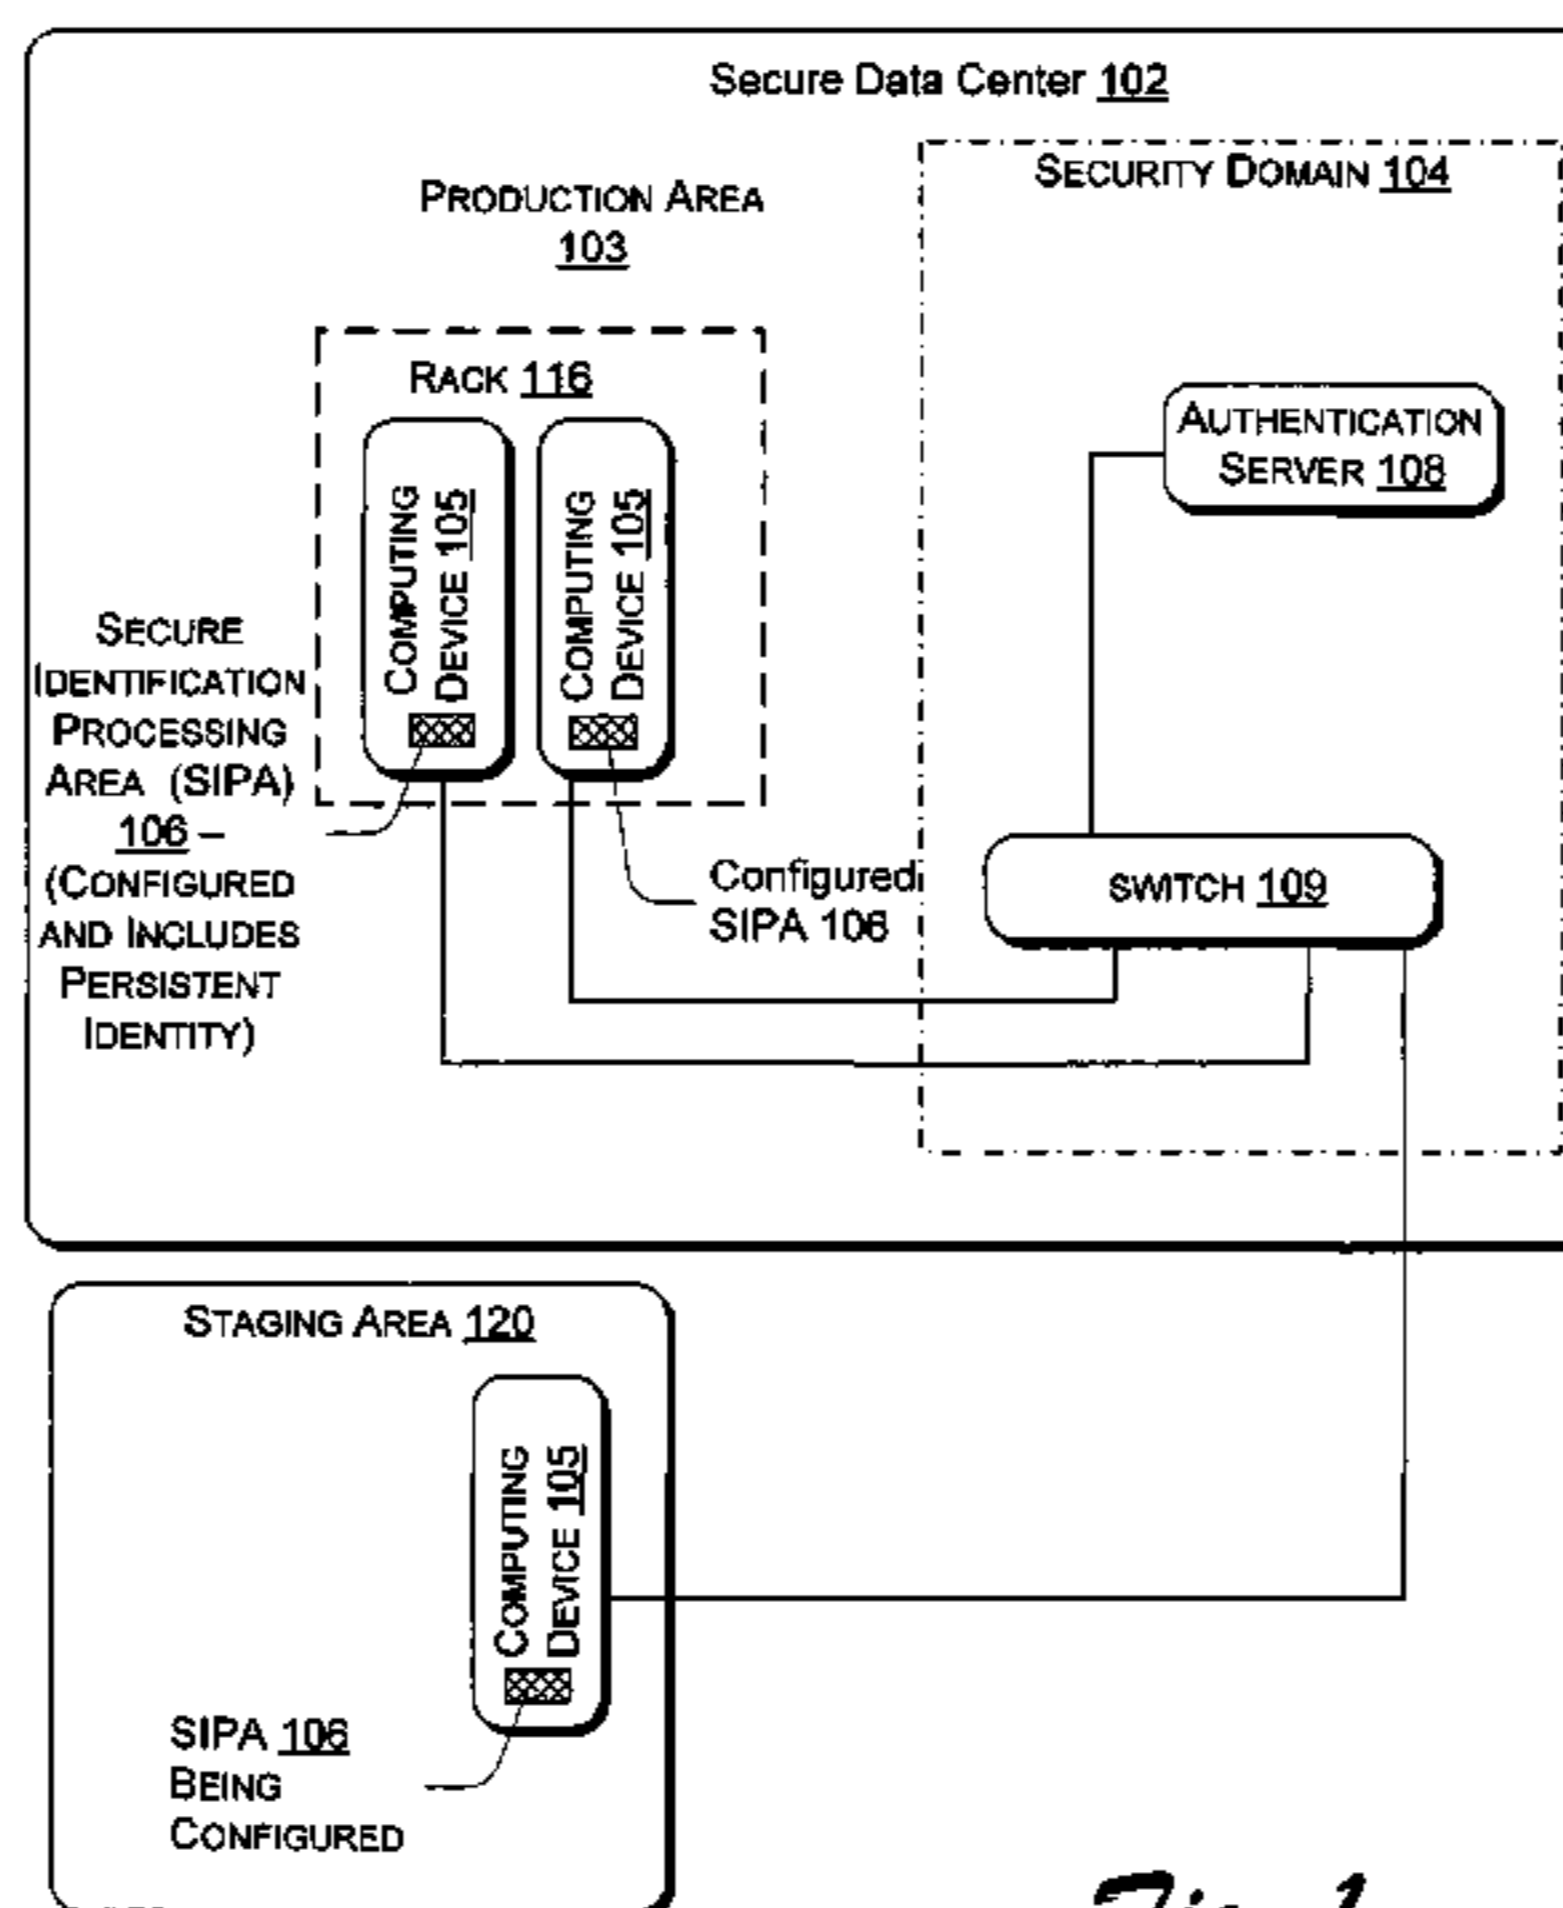 Secure Data Center 102
SECURITY DOMAIN 104
PRODUCTION AREA
103
RACK 116
COMPUTING
DEVICE 105
COMPUTING
DEVICE 105
AUTHENTICATION
SERVER 108
SECURE
IDENTIFICATION
PROCESSING
AREA (SIPA)
106 –
(CONFIGURED
AND INCLUDES
PERSISTENT
IDENTITY)
Configured
SIPA 106
SWITCH 109
STAGING AREA 120
COMPUTING
DEVICE 105
SIPA 106
BEING
CONFIGURED